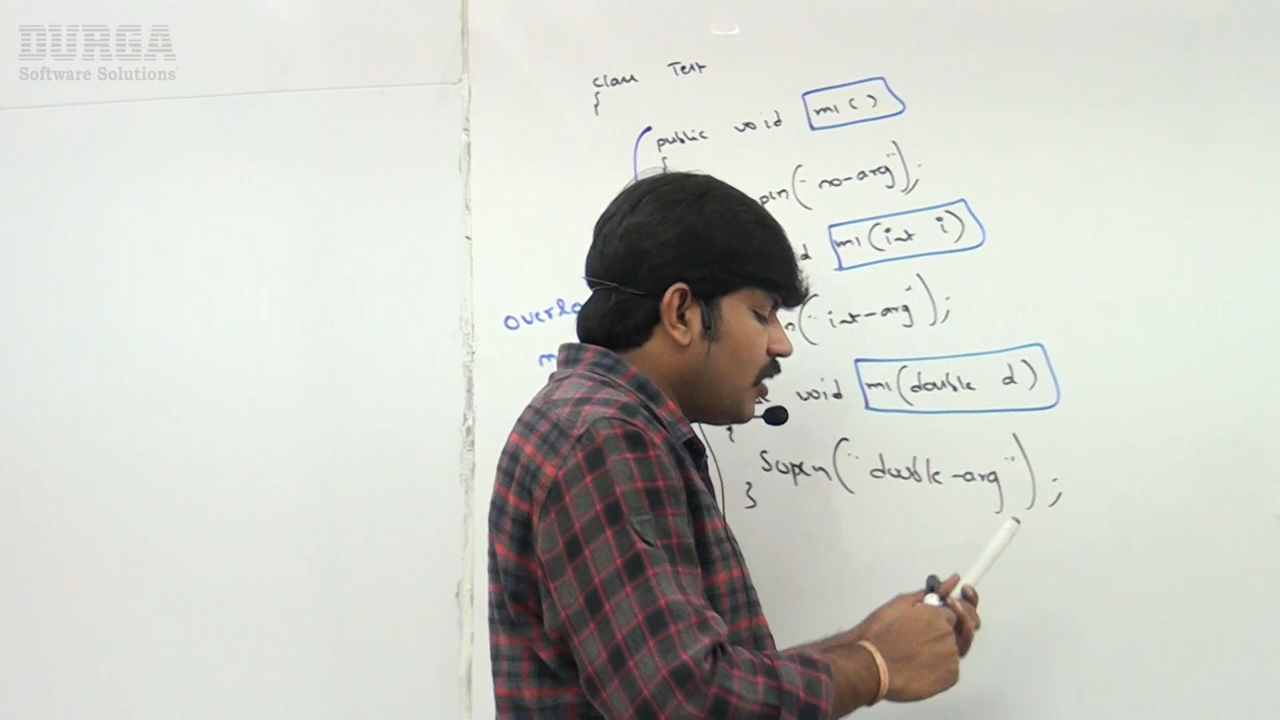 DURGA
Software Solutions
class Test
{
public void m1()
{
pln("no-arg");
d m1(int i)
n("int-arg");
void m1(double d)
{
Sopln("double-arg");
}
overlo
m